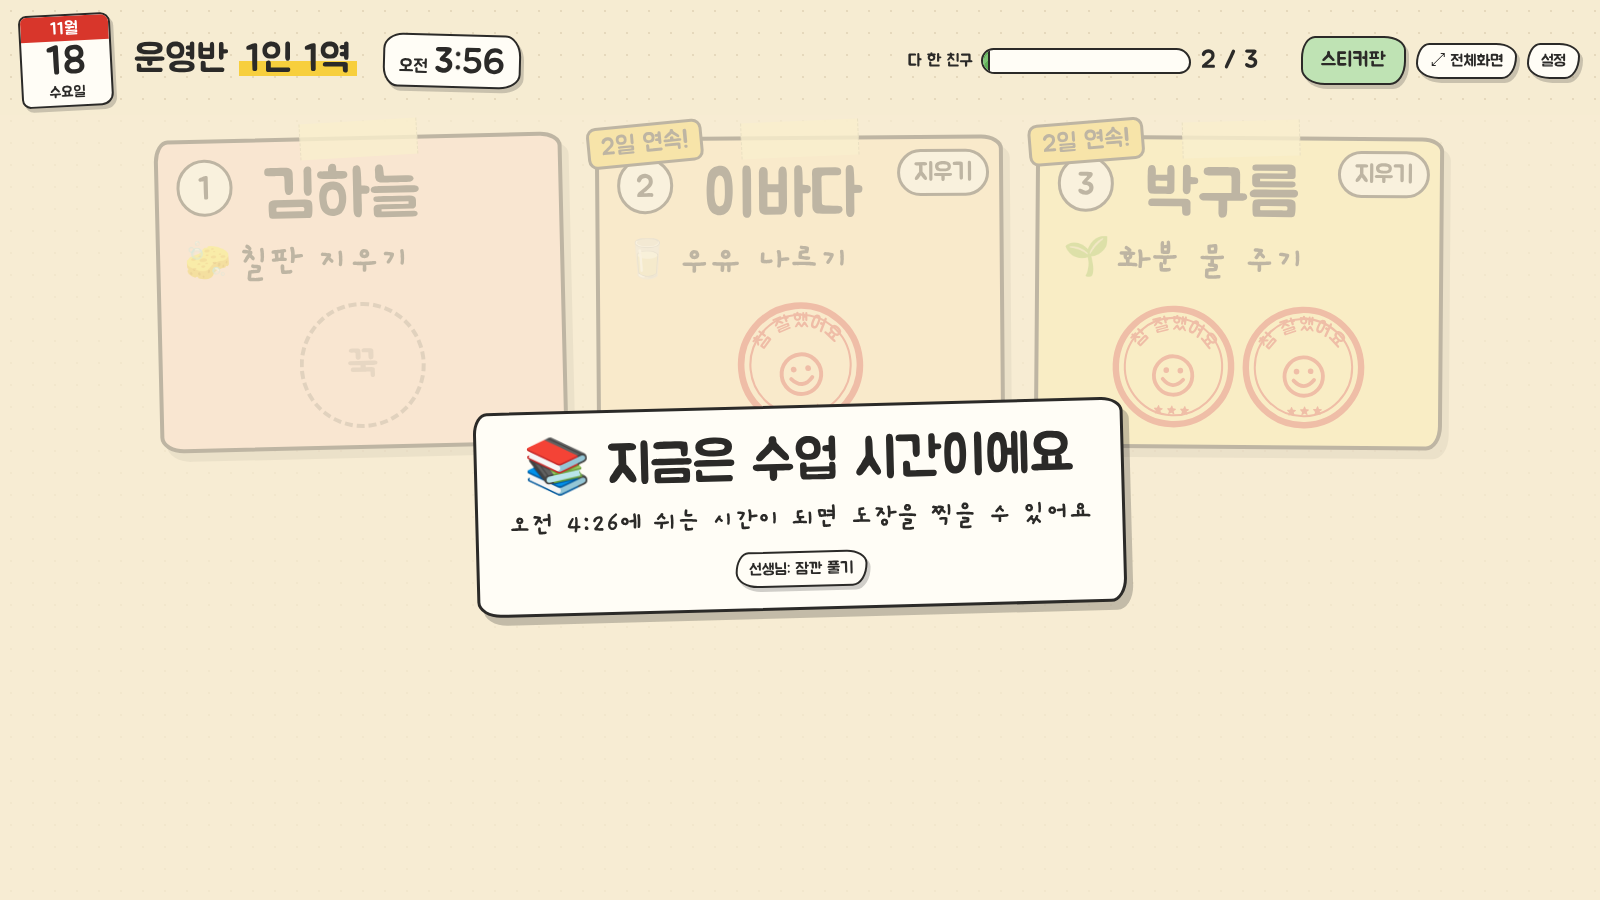 11월
18
수요일
운영반 1인 1역
오전 3:56
다 한 친구
2 / 3
스티커판
전체화면
설정
1
김하늘
칠판 지우기
꾹
2일 연속!
2
이바다
지우기
우유 나르기
참 잘했어요
2일 연속!
3
박구름
지우기
화분 물 주기
참 잘했어요
참 잘했어요
지금은 수업 시간이에요
오전 4:26에 쉬는 시간이 되면 도장을 찍을 수 있어요
선생님: 잠깐 풀기